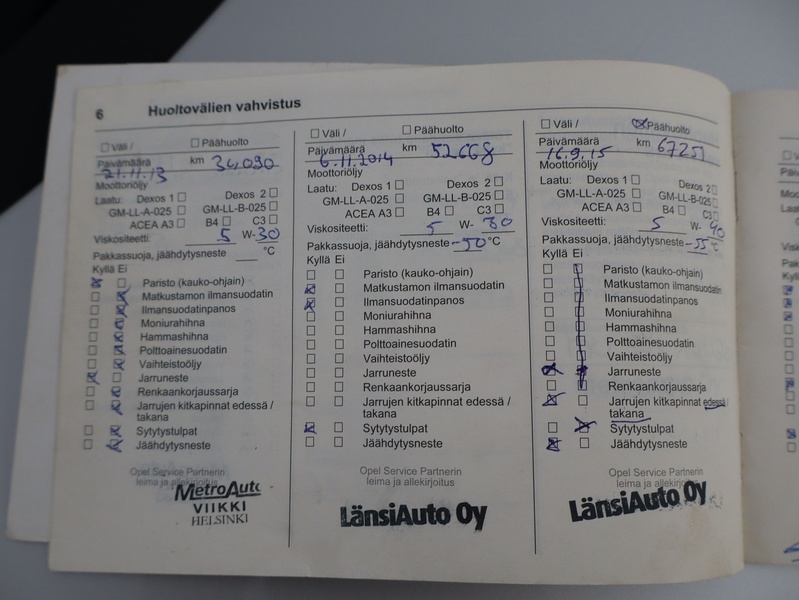 6 Huoltovälien vahvistus
□ Väli / □ Päähuolto
Päivämäärä km 34.090
21.11.13
Moottoriöljy
Laatu: Dexos 1 □ Dexos 2 □
GM-LL-A-025 □ GM-LL-B-025 □
ACEA A3 □ B4 □ C3 □
Viskositeetti: 5 W- 30
Pakkassuoja, jäähdytysneste °C
Kyllä Ei
Paristo (kauko-ohjain)
Matkustamon ilmansuodatin
Ilmansuodatinpanos
Moniurahihna
Hammashihna
Polttoainesuodatin
Vaihteistoöljy
Jarruneste
Renkaankorjaussarja
Jarrujen kitkapinnat edessä /
takana
Sytytystulpat
Jäähdytysneste
Opel Service Partnerin
leima ja allekirjoitus
MetroAuto
VIIKKI
HELSINKI
□ Väli / □ Päähuolto
Päivämäärä km 52668
6.11.2014
Moottoriöljy
Laatu: Dexos 1 □ Dexos 2 □
GM-LL-A-025 □ GM-LL-B-025 □
ACEA A3 □ B4 □ C3 □
Viskositeetti: 5 W- 30
Pakkassuoja, jäähdytysneste -50 °C
Kyllä Ei
Paristo (kauko-ohjain)
Matkustamon ilmansuodatin
Ilmansuodatinpanos
Moniurahihna
Hammashihna
Polttoainesuodatin
Vaihteistoöljy
Jarruneste
Renkaankorjaussarja
Jarrujen kitkapinnat edessä /
takana
Sytytystulpat
Jäähdytysneste
Opel Service Partnerin
leima ja allekirjoitus
LänsiAuto Oy
□ Väli / ☒ Päähuolto
Päivämäärä km 67251
16.9.15
Moottoriöljy
Laatu: Dexos 1 □ Dexos 2 □
GM-LL-A-025 □ GM-LL-B-025 □
ACEA A3 □ B4 □ C3 □
Viskositeetti: 5 W- 40
Pakkassuoja, jäähdytysneste -55 °C
Kyllä Ei
Paristo (kauko-ohjain)
Matkustamon ilmansuodatin
Ilmansuodatinpanos
Moniurahihna
Hammashihna
Polttoainesuodatin
Vaihteistoöljy
Jarruneste
Renkaankorjaussarja
Jarrujen kitkapinnat edessä /
takana
Sytytystulpat
Jäähdytysneste
Opel Service Partnerin
leima ja allekirjoitus
LänsiAuto Oy